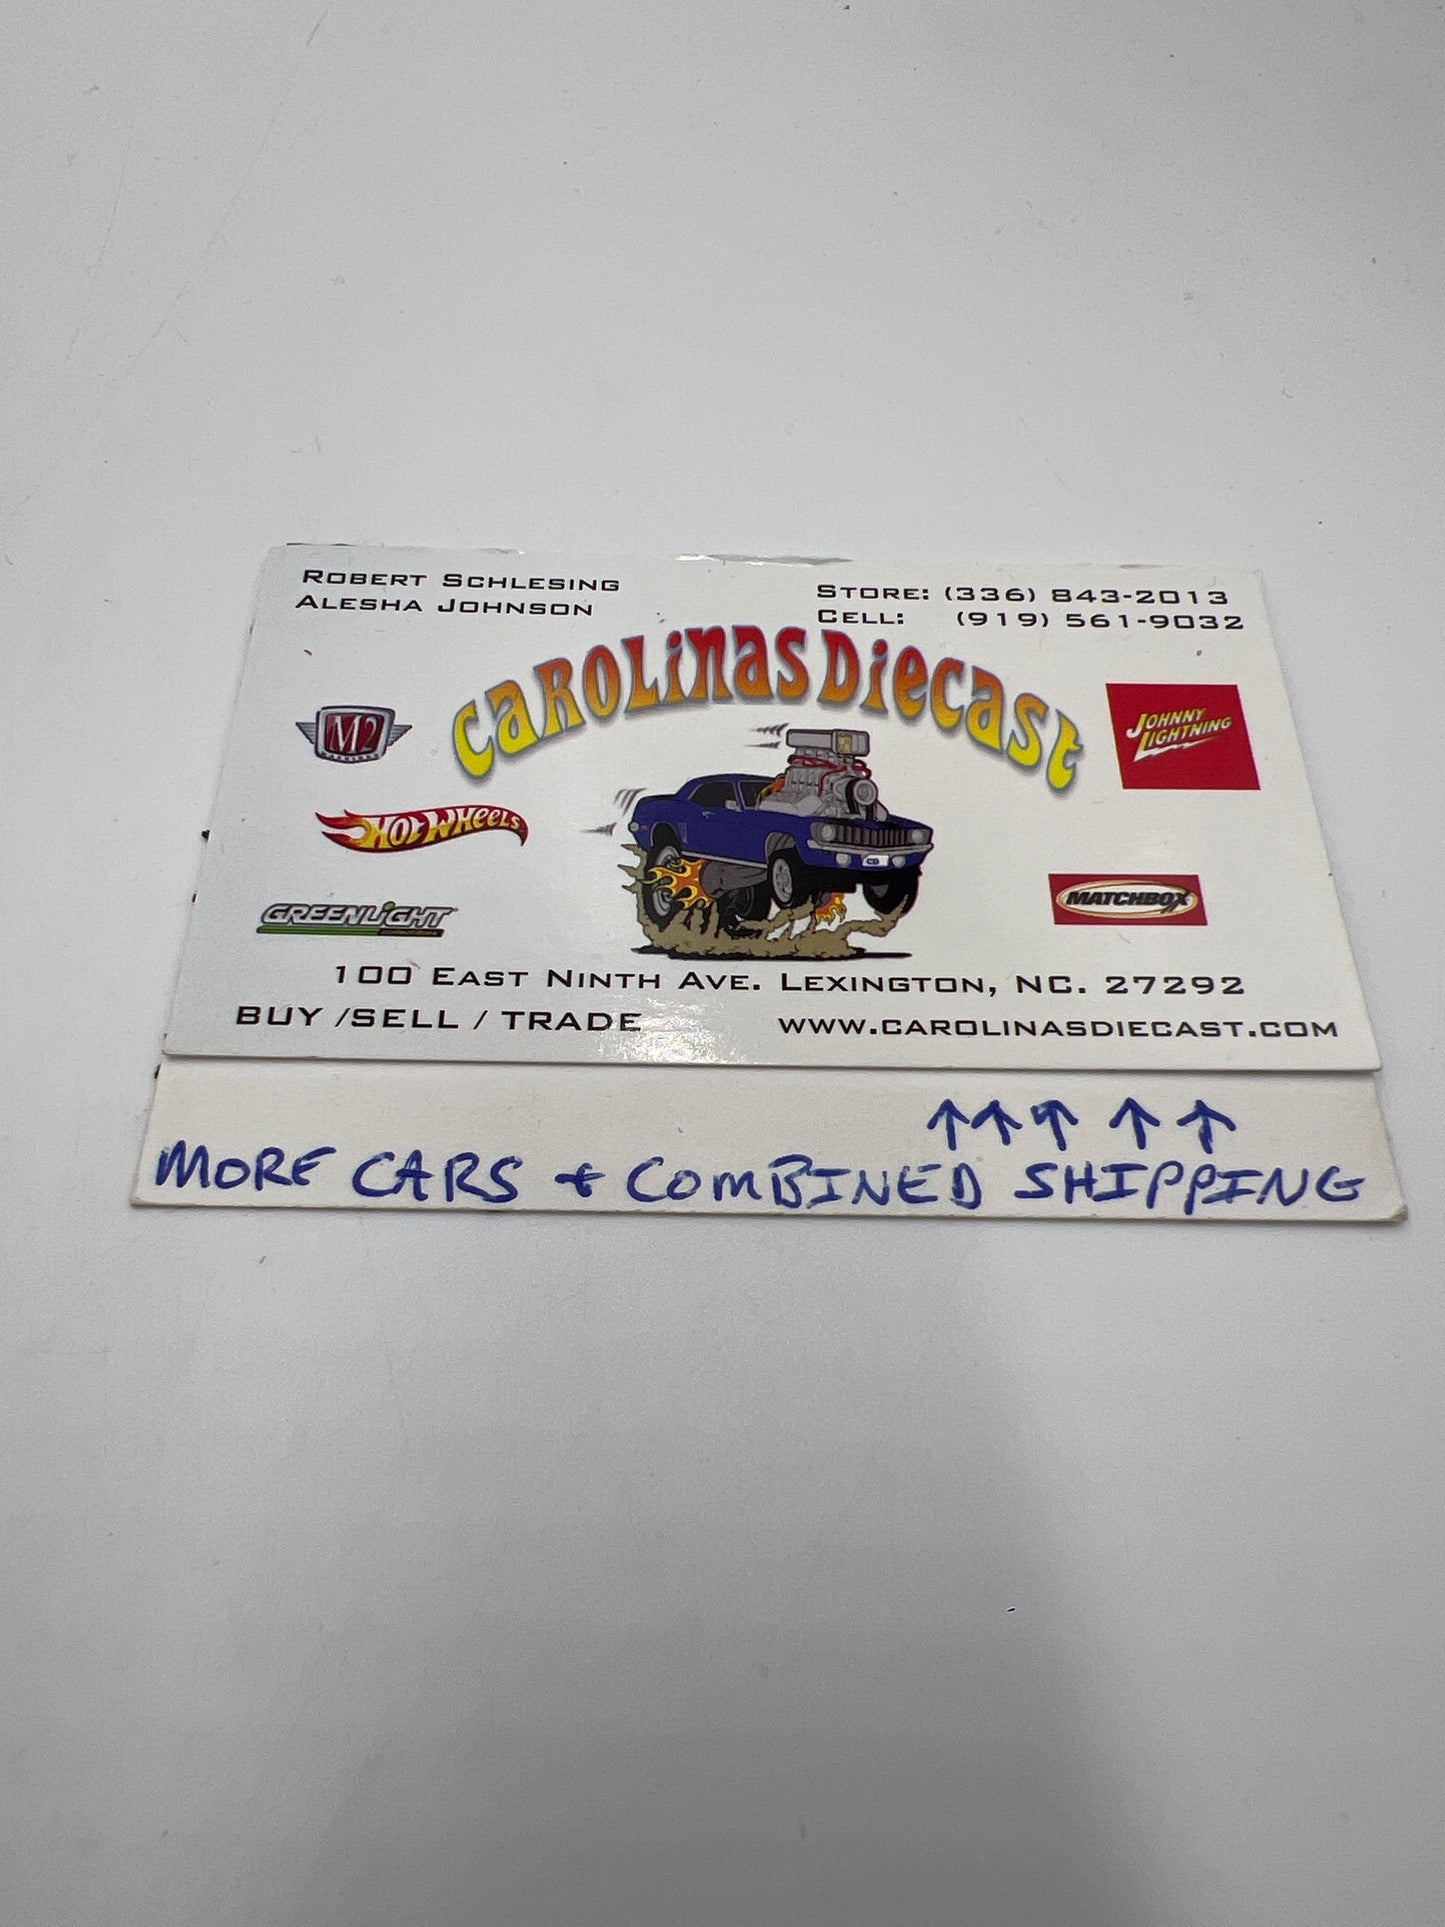 ROBERT SCHLESING
ALESHA JOHNSON
STORE: (336) 843-2013
CELL: (919) 561-9032
CAROLINAS DIECAST
M2
JOHNNY LIGHTNING
HOT WHEELS
GREENLIGHT
MATCHBOX
100 EAST NINTH AVE. LEXINGTON, NC. 27292
BUY /SELL / TRADE
WWW.CAROLINASDIECAST.COM
↑↑↑ ↑ ↑
MORE CARS + COMBINED SHIPPING